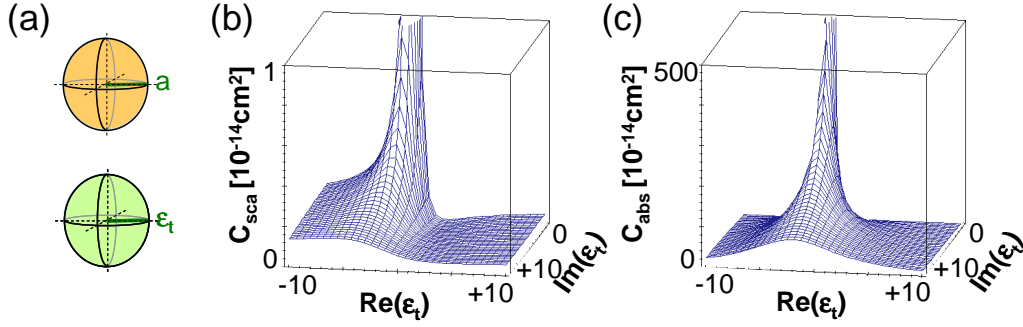 (a)
a
εt
(b)
1
0
Csca [10⁻¹⁴cm²]
-10
Re(εt)
+10
+10
0
Im(εt)
(c)
500
0
Cabs [10⁻¹⁴cm²]
-10
Re(εt)
+10
+10
0
Im(εt)